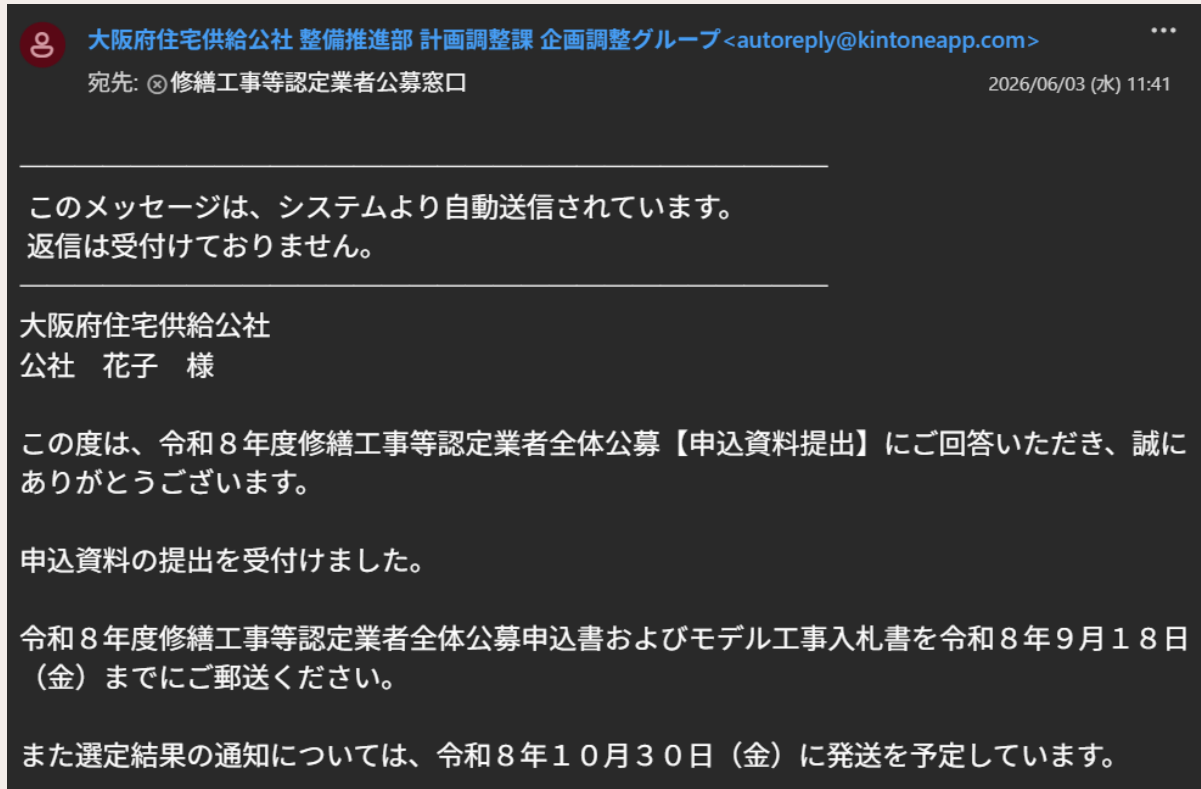 大阪府住宅供給公社 整備推進部 計画調整課 企画調整グループ<autoreply@kintoneapp.com>
宛先: 修繕工事等認定業者公募窓口
2026/06/03 (水) 11:41
このメッセージは、システムより自動送信されています。
返信は受付けておりません。
大阪府住宅供給公社
公社　花子　様
この度は、令和８年度修繕工事等認定業者全体公募【申込資料提出】にご回答いただき、誠に
ありがとうございます。
申込資料の提出を受付けました。
令和８年度修繕工事等認定業者全体公募申込書およびモデル工事入札書を令和８年９月１８日
（金）までにご郵送ください。
また選定結果の通知については、令和８年１０月３０日（金）に発送を予定しています。